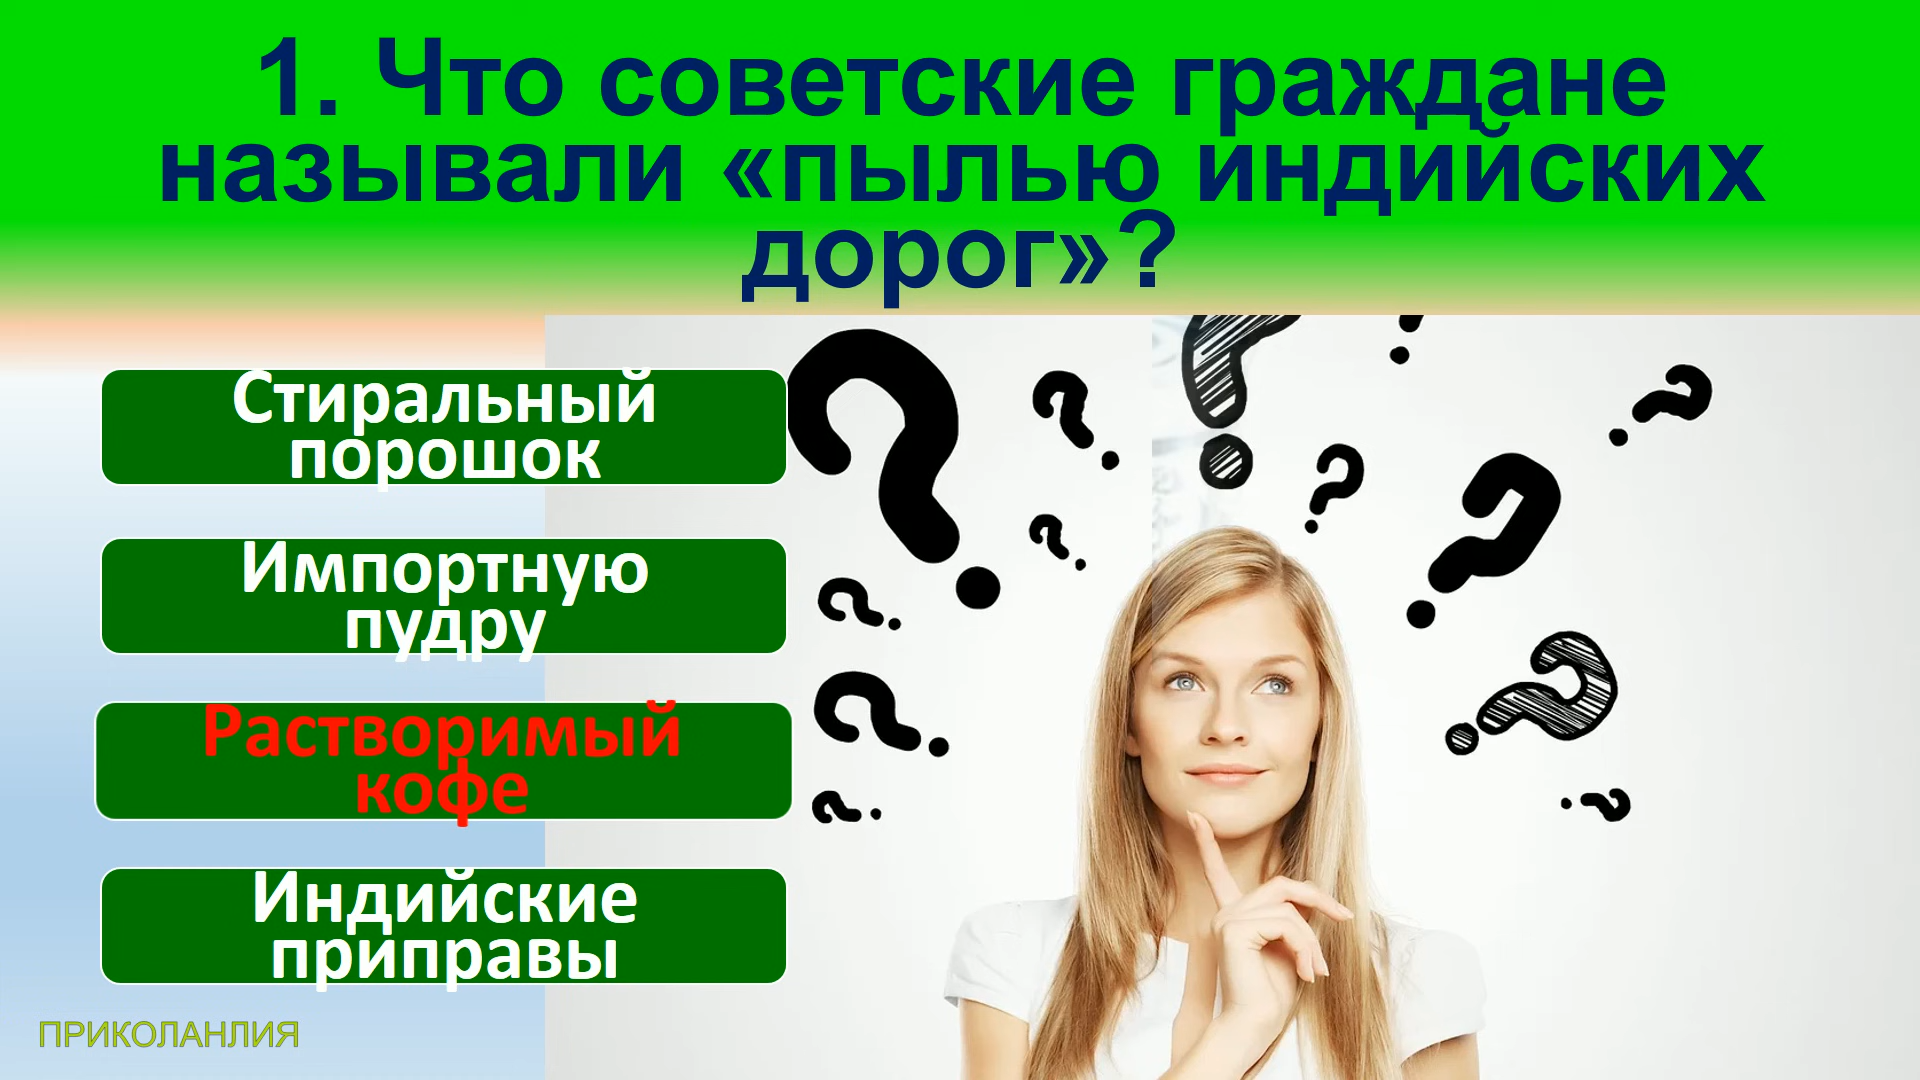 1. Что советские граждане
называли «пылью индийских
дорог»?
Стиральный
порошок
Импортную
пудру
Растворимый
кофе
Индийские
приправы
ПРИКОЛАНЛИЯ